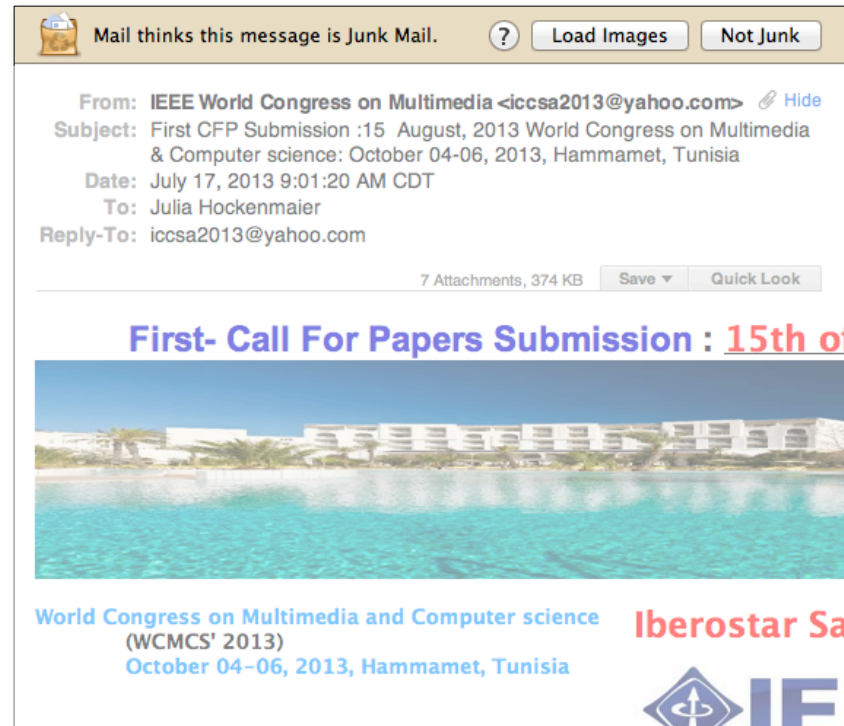 Mail thinks this message is Junk Mail. ? Load Images Not Junk
From: IEEE World Congress on Multimedia <iccsa2013@yahoo.com> Hide
Subject: First CFP Submission :15 August, 2013 World Congress on Multimedia
& Computer science: October 04-06, 2013, Hammamet, Tunisia
Date: July 17, 2013 9:01:20 AM CDT
To: Julia Hockenmaier
Reply-To: iccsa2013@yahoo.com
7 Attachments, 374 KB Save Quick Look
First- Call For Papers Submission : 15th of
World Congress on Multimedia and Computer science
(WCMCS' 2013)
October 04-06, 2013, Hammamet, Tunisia
Iberostar Sa
IE